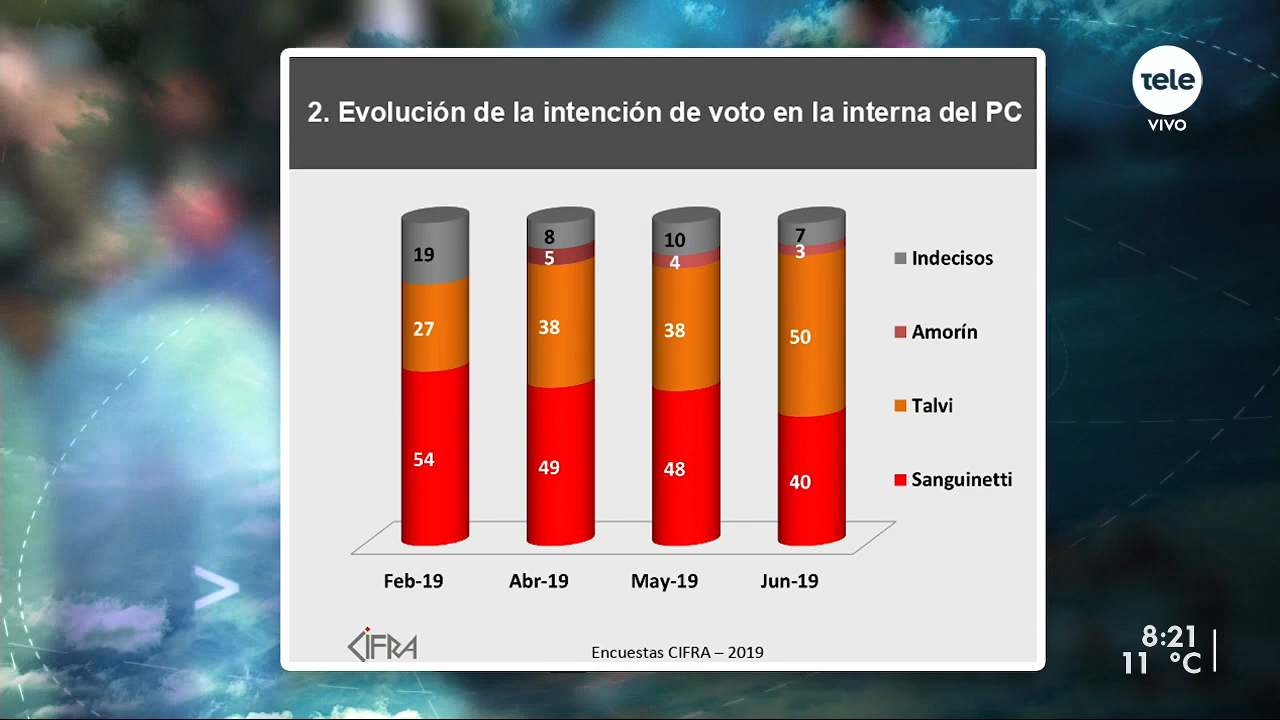 2. Evolución de la intención de voto en la interna del PC
tele
VIVO
19
8
10
7
5
4
3
27
38
38
50
54
49
48
40
Indecisos
Amorín
Talvi
Sanguinetti
Feb-19
Abr-19
May-19
Jun-19
CIFRA
Encuestas CIFRA – 2019
8:21
11 °C